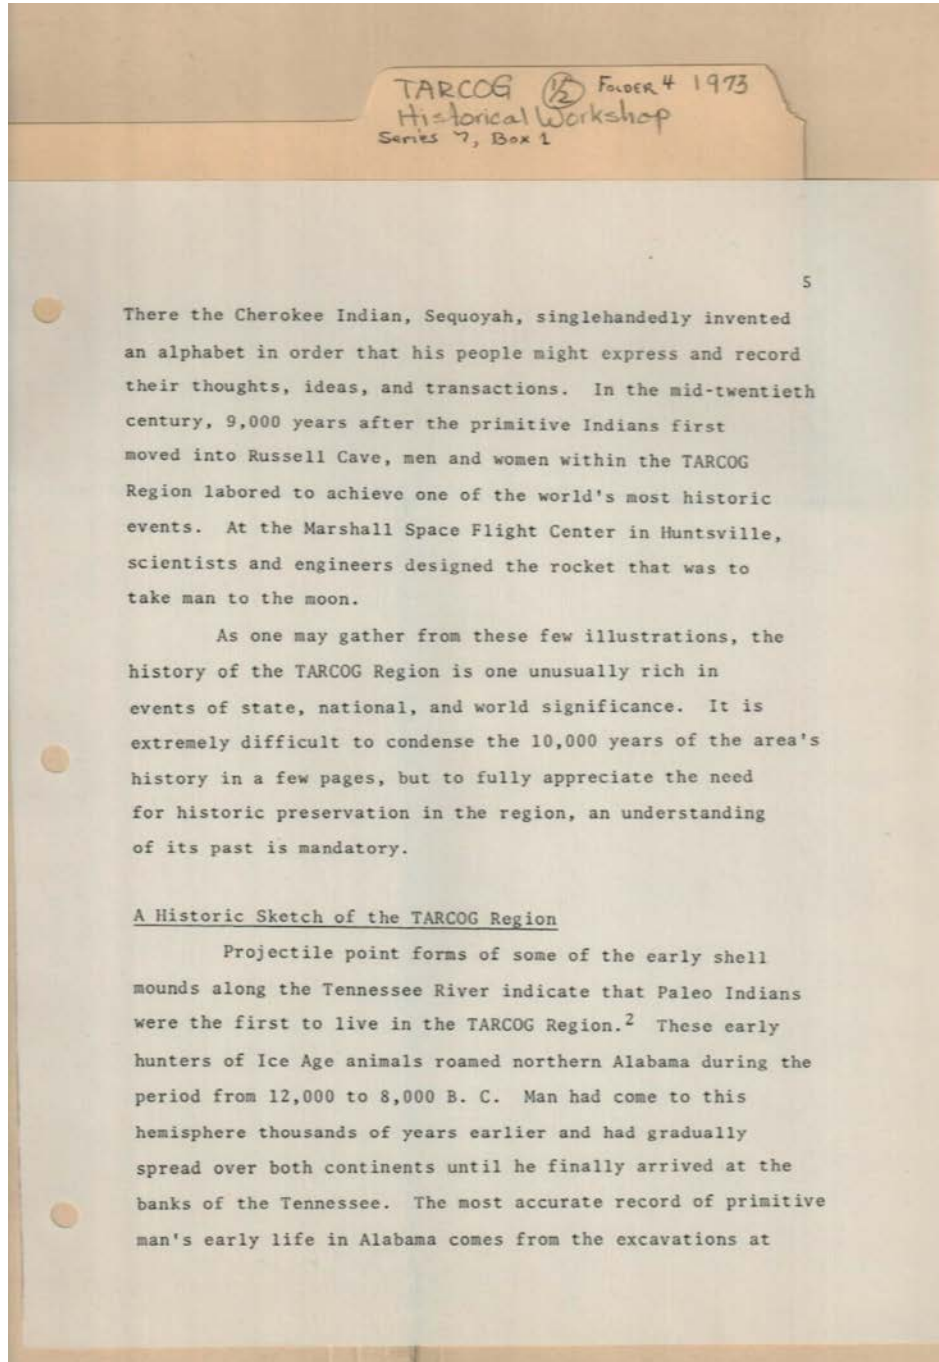 TARCOG 1/2 FOLDER 4 1973
Historical Workshop
Series 7, Box 1
5
There the Cherokee Indian, Sequoyah, singlehandedly invented
an alphabet in order that his people might express and record
their thoughts, ideas, and transactions. In the mid-twentieth
century, 9,000 years after the primitive Indians first
moved into Russell Cave, men and women within the TARCOG
Region labored to achieve one of the world's most historic
events. At the Marshall Space Flight Center in Huntsville,
scientists and engineers designed the rocket that was to
take man to the moon.
As one may gather from these few illustrations, the
history of the TARCOG Region is one unusually rich in
events of state, national, and world significance. It is
extremely difficult to condense the 10,000 years of the area's
history in a few pages, but to fully appreciate the need
for historic preservation in the region, an understanding
of its past is mandatory.
A Historic Sketch of the TARCOG Region
Projectile point forms of some of the early shell
mounds along the Tennessee River indicate that Paleo Indians
were the first to live in the TARCOG Region.2 These early
hunters of Ice Age animals roamed northern Alabama during the
period from 12,000 to 8,000 B. C. Man had come to this
hemisphere thousands of years earlier and had gradually
spread over both continents until he finally arrived at the
banks of the Tennessee. The most accurate record of primitive
man's early life in Alabama comes from the excavations at